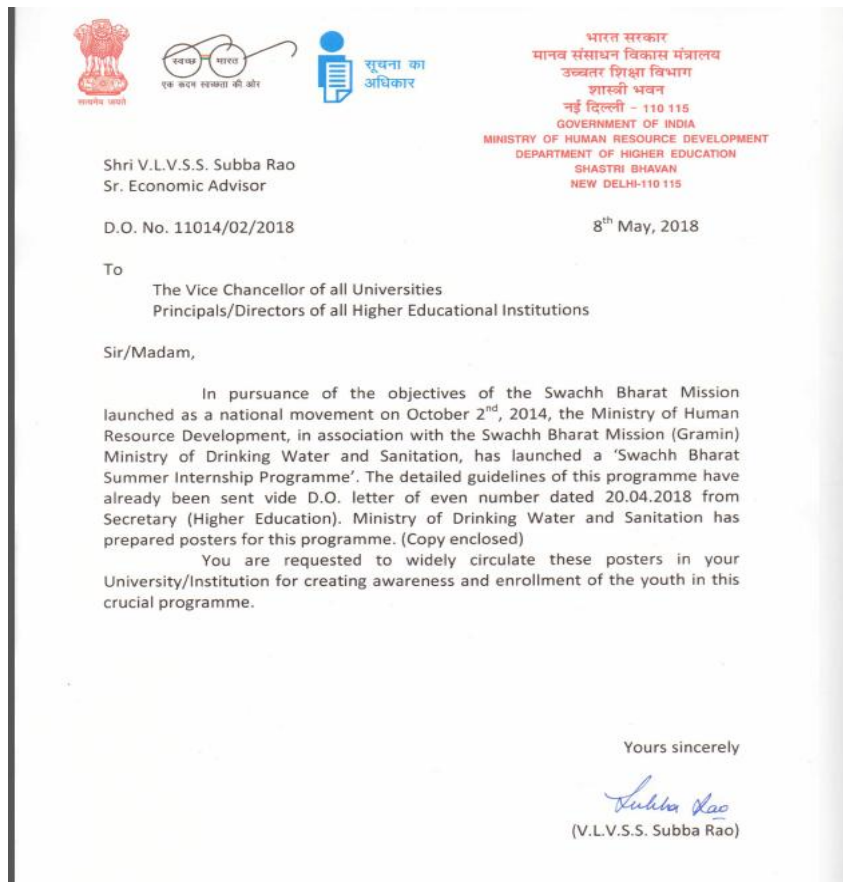 सत्यमेव जयते
स्वच्छ भारत
एक कदम स्वच्छता की ओर
सूचना का
अधिकार
भारत सरकार
मानव संसाधन विकास मंत्रालय
उच्चतर शिक्षा विभाग
शास्त्री भवन
नई दिल्ली - 110 115
GOVERNMENT OF INDIA
MINISTRY OF HUMAN RESOURCE DEVELOPMENT
DEPARTMENT OF HIGHER EDUCATION
SHASTRI BHAVAN
NEW DELHI-110 115
Shri V.L.V.S.S. Subba Rao
Sr. Economic Advisor
D.O. No. 11014/02/2018
8th May, 2018
To
The Vice Chancellor of all Universities
Principals/Directors of all Higher Educational Institutions
Sir/Madam,
In pursuance of the objectives of the Swachh Bharat Mission
launched as a national movement on October 2nd, 2014, the Ministry of Human
Resource Development, in association with the Swachh Bharat Mission (Gramin)
Ministry of Drinking Water and Sanitation, has launched a ‘Swachh Bharat
Summer Internship Programme’. The detailed guidelines of this programme have
already been sent vide D.O. letter of even number dated 20.04.2018 from
Secretary (Higher Education). Ministry of Drinking Water and Sanitation has
prepared posters for this programme. (Copy enclosed)
You are requested to widely circulate these posters in your
University/Institution for creating awareness and enrollment of the youth in this
crucial programme.
Yours sincerely
Subba Rao
(V.L.V.S.S. Subba Rao)